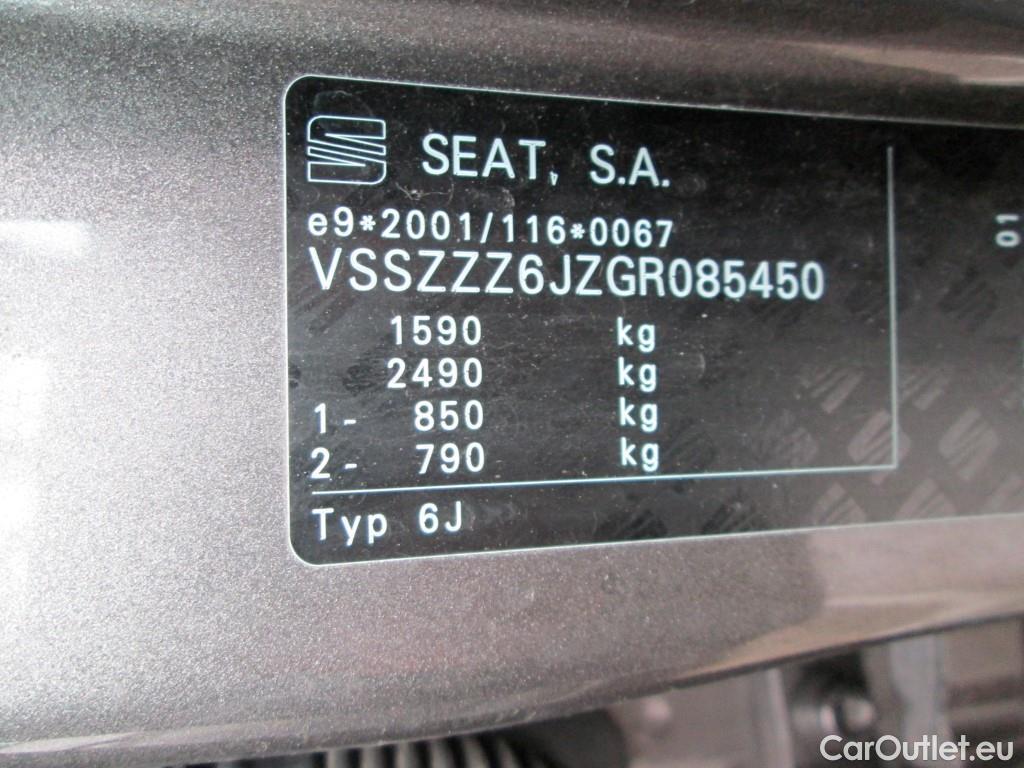 SEAT, S.A.
e9*2001/116*0067
VSSZZZ6JZGR085450
1590 kg
2490 kg
1- 850 kg
2- 790 kg
Typ 6J
01
CarOutlet.eu